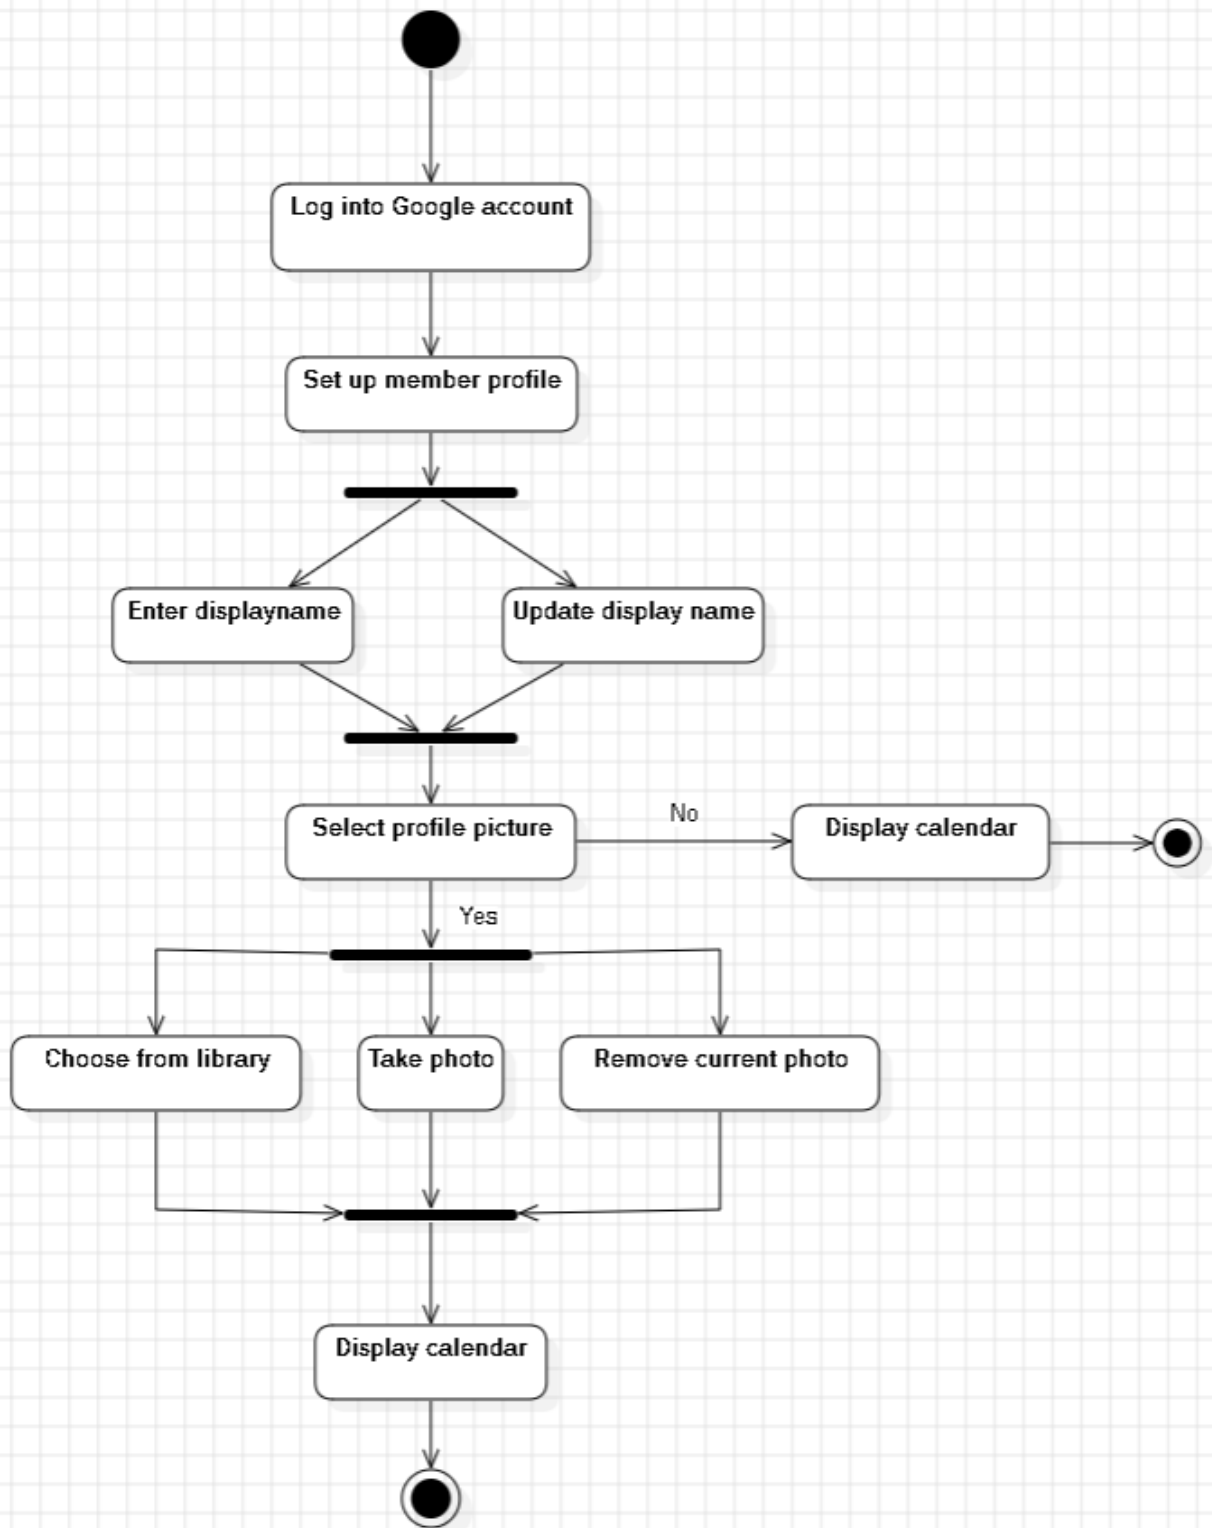 Log into Google account
Set up member profile
Enter displayname
Update display name
Select profile picture
No
Display calendar
Yes
Choose from library
Take photo
Remove current photo
Display calendar